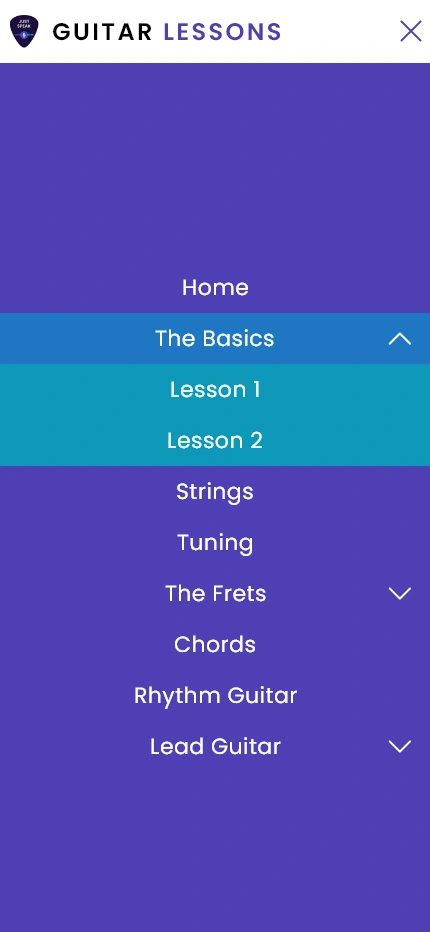 JUST
SPEAK
GUITAR LESSONS
Home
The Basics
Lesson 1
Lesson 2
Strings
Tuning
The Frets
Chords
Rhythm Guitar
Lead Guitar